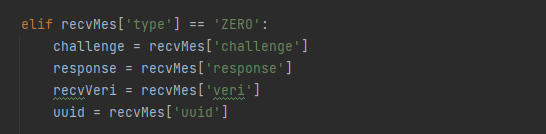 elif recvMes['type'] == 'ZERO':
    challenge = recvMes['challenge']
    response = recvMes['response']
    recvVeri = recvMes['veri']
    uuid = recvMes['uuid']